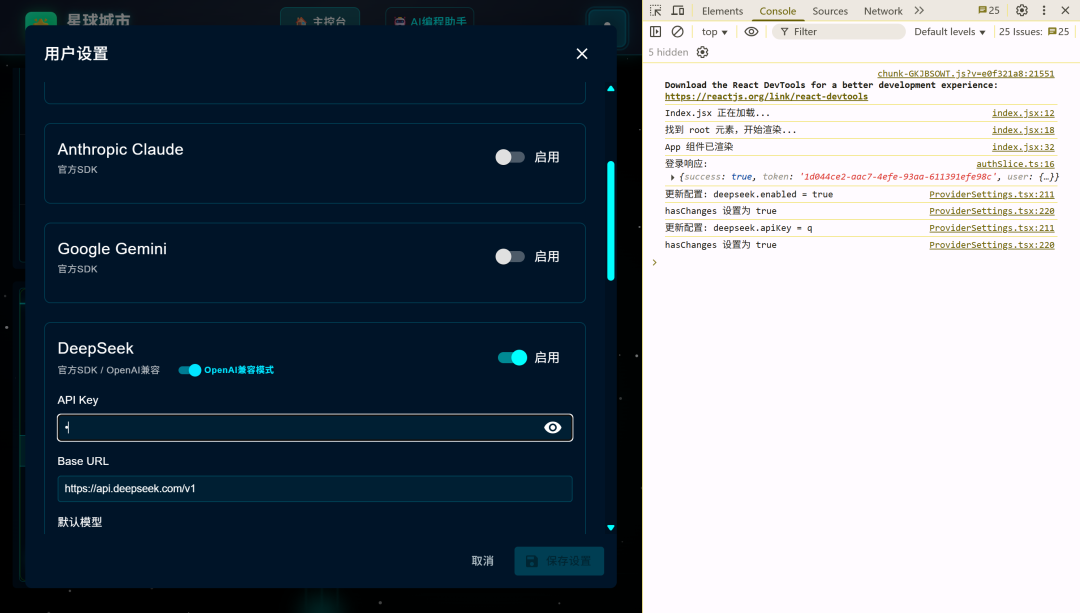 星球城市
主控台
AI编程助手
用户设置
Anthropic Claude
官方SDK
启用
Google Gemini
官方SDK
启用
DeepSeek
官方SDK / OpenAI兼容
OpenAI兼容模式
启用
API Key
•
Base URL
https://api.deepseek.com/v1
默认模型
取消
保存设置
Elements
Console
Sources
Network
25
top
Filter
Default levels
25 Issues:
25
5 hidden
chunk-GKJBSOWT.js?v=e0f321a8:21551
Download the React DevTools for a better development experience:
https://reactjs.org/link/react-devtools
Index.jsx 正在加载... index.jsx:12
找到 root 元素，开始渲染... index.jsx:18
App 组件已渲染 index.jsx:32
登录响应: authSlice.ts:16
{success: true, token: '1d044ce2-aac7-4efe-93aa-611391efe98c', user: {…}}
更新配置: deepseek.enabled = true ProviderSettings.tsx:211
hasChanges 设置为 true ProviderSettings.tsx:220
更新配置: deepseek.apiKey = q ProviderSettings.tsx:211
hasChanges 设置为 true ProviderSettings.tsx:220